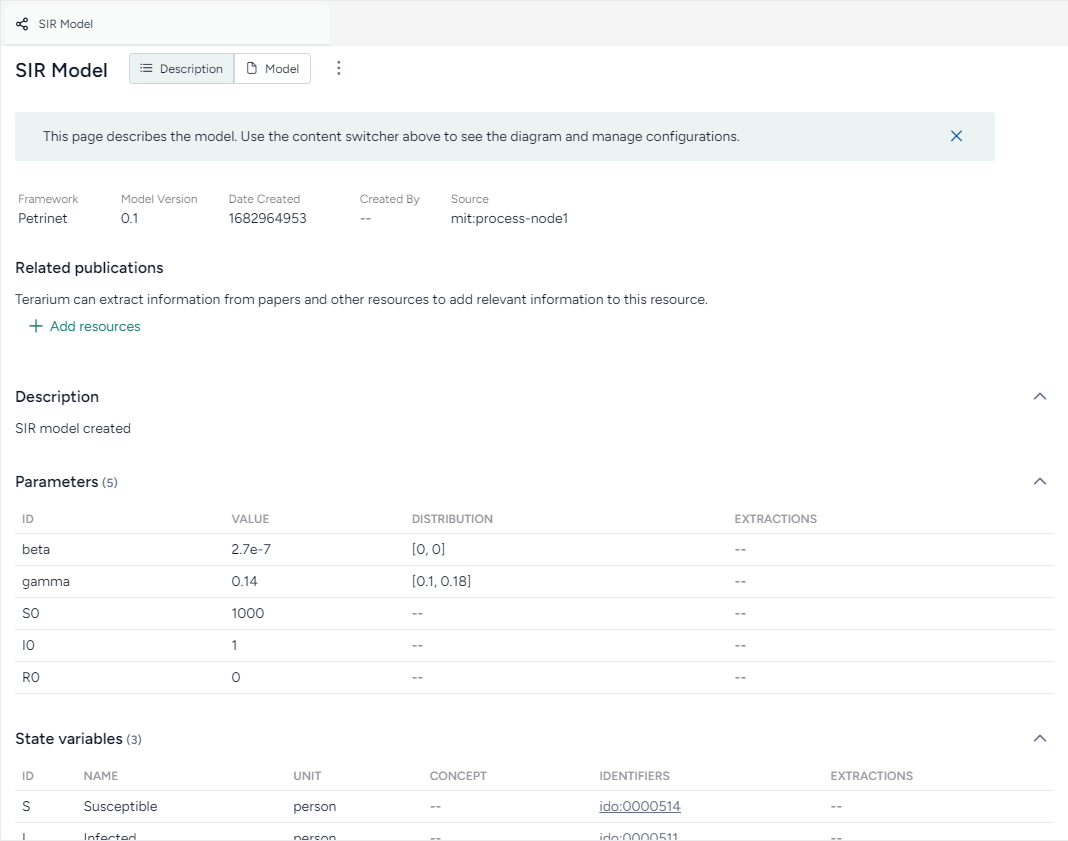 SIR Model
SIR Model Description Model
This page describes the model. Use the content switcher above to see the diagram and manage configurations.
Framework Model Version Date Created Created By Source
Petrinet 0.1 1682964953 -- mit:process-node1
Related publications
Terarium can extract information from papers and other resources to add relevant information to this resource.
Add resources
Description
SIR model created
Parameters (5)
ID VALUE DISTRIBUTION EXTRACTIONS
beta 2.7e-7 [0, 0] --
gamma 0.14 [0.1, 0.18] --
S0 1000 -- --
I0 1 -- --
R0 0 -- --
State variables (3)
ID NAME UNIT CONCEPT IDENTIFIERS EXTRACTIONS
S Susceptible person -- ido:0000514 --
I Infected person -- ido:0000511 --